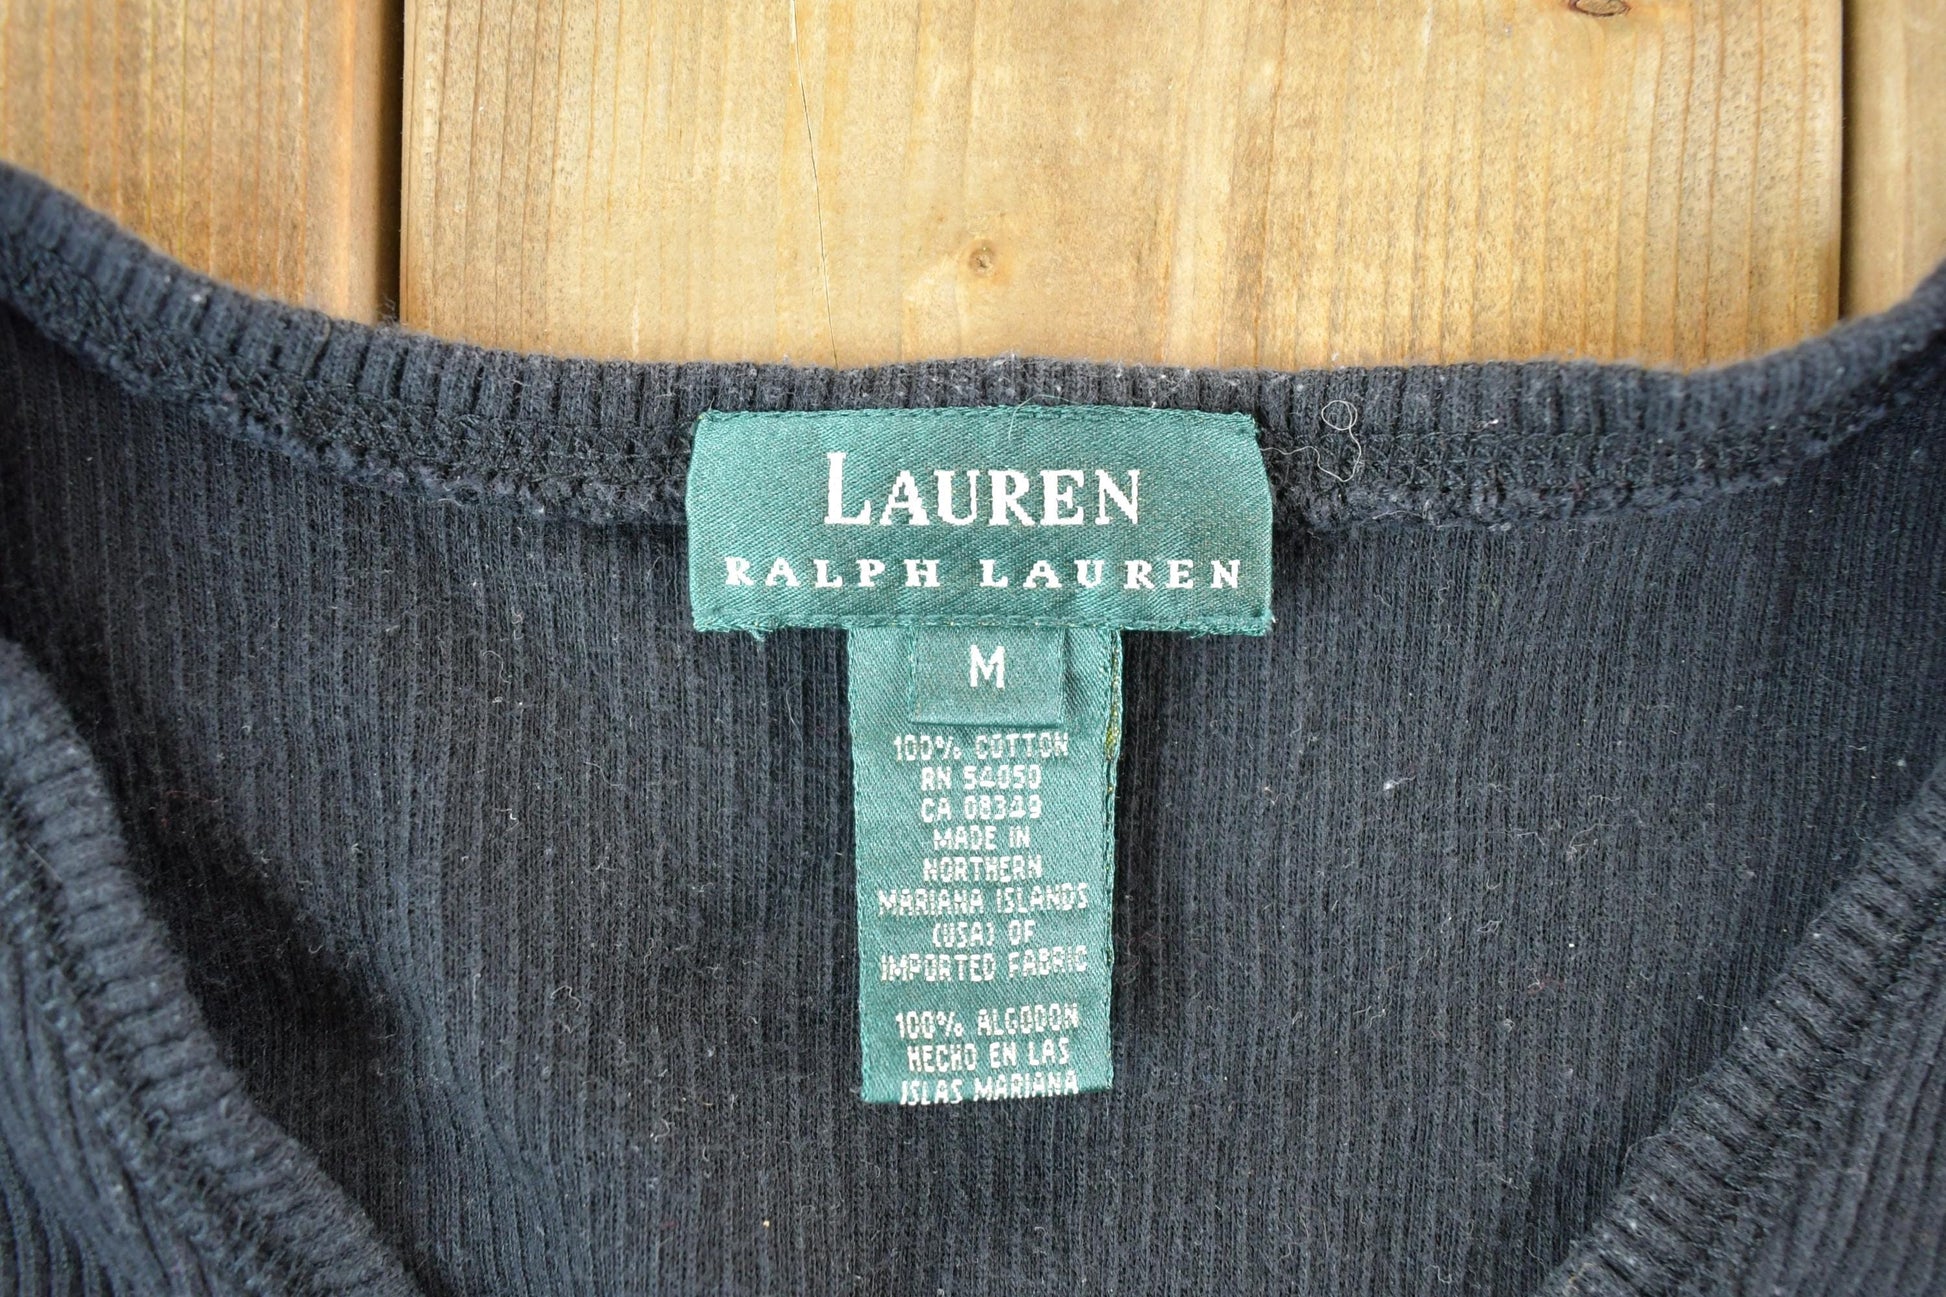 LAUREN
RALPH LAUREN
M
100% COTTON
RN 54050
CA 08349
MADE IN
NORTHERN
MARIANA ISLANDS
(USA) OF
IMPORTED FABRIC
100% ALGODON
HECHO EN LAS
ISLAS MARIANA